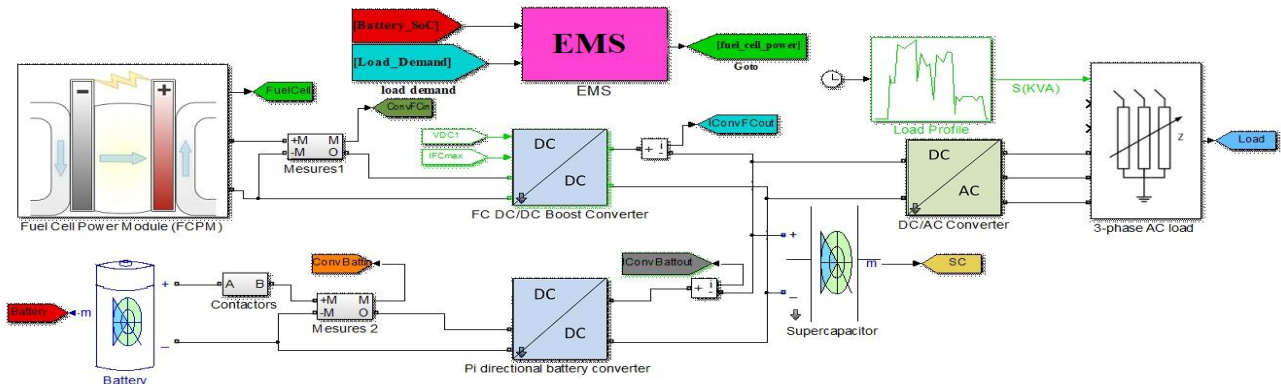 [Battery_SoC]
[Load_Demand]
load demand
EMS
EMS
[fuel_cell_power]
Goto
FuelCell
ConvFCin
+M M
-M O
Mesures1
Fuel Cell Power Module (FCPM)
VDC1
IFCmax
DC
DC
FC DC/DC Boost Converter
+ i
-
IConvFCout
Load Profile
S(KVA)
DC
AC
DC/AC Converter
Z
3-phase AC load
Load
Battery
m
+
–
Battery
A B
Contactors
+M M
-M O
Mesures 2
ConvBattin
DC
DC
Pi directional battery converter
IConvBattout
+ i
-
+
–
m
Supercapacitor
SC